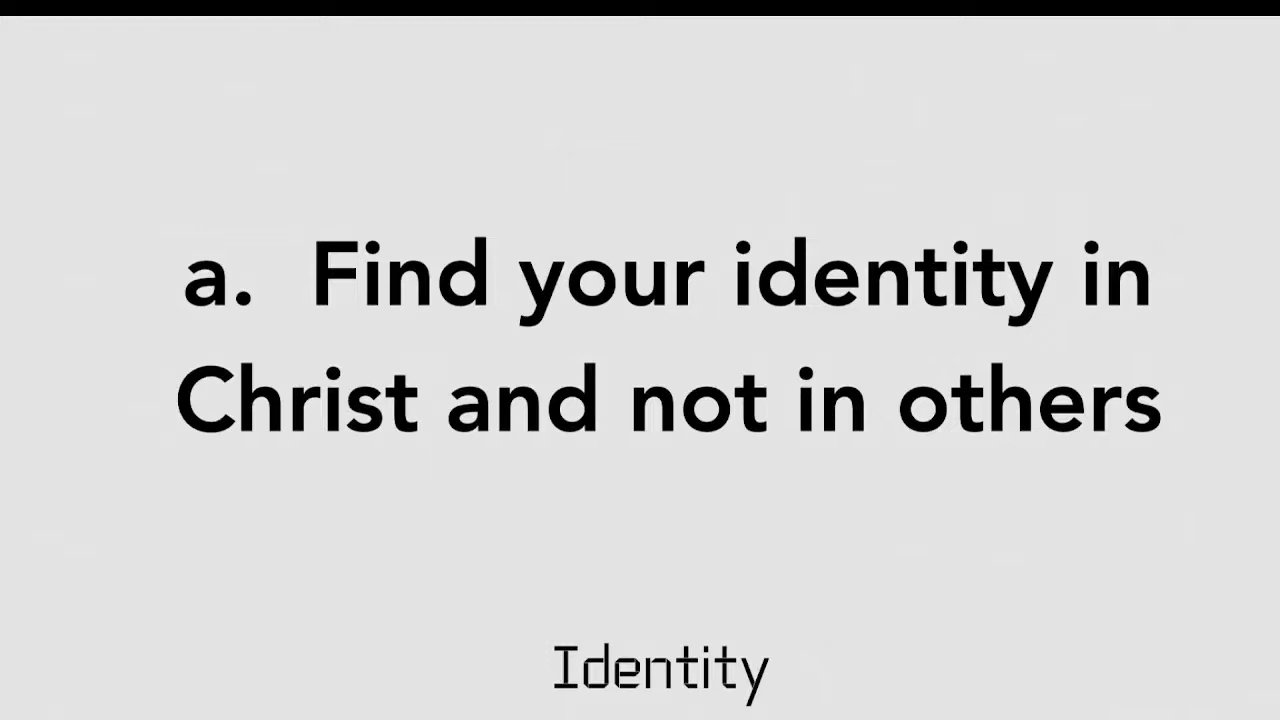 a. Find your identity in
Christ and not in others
Identity